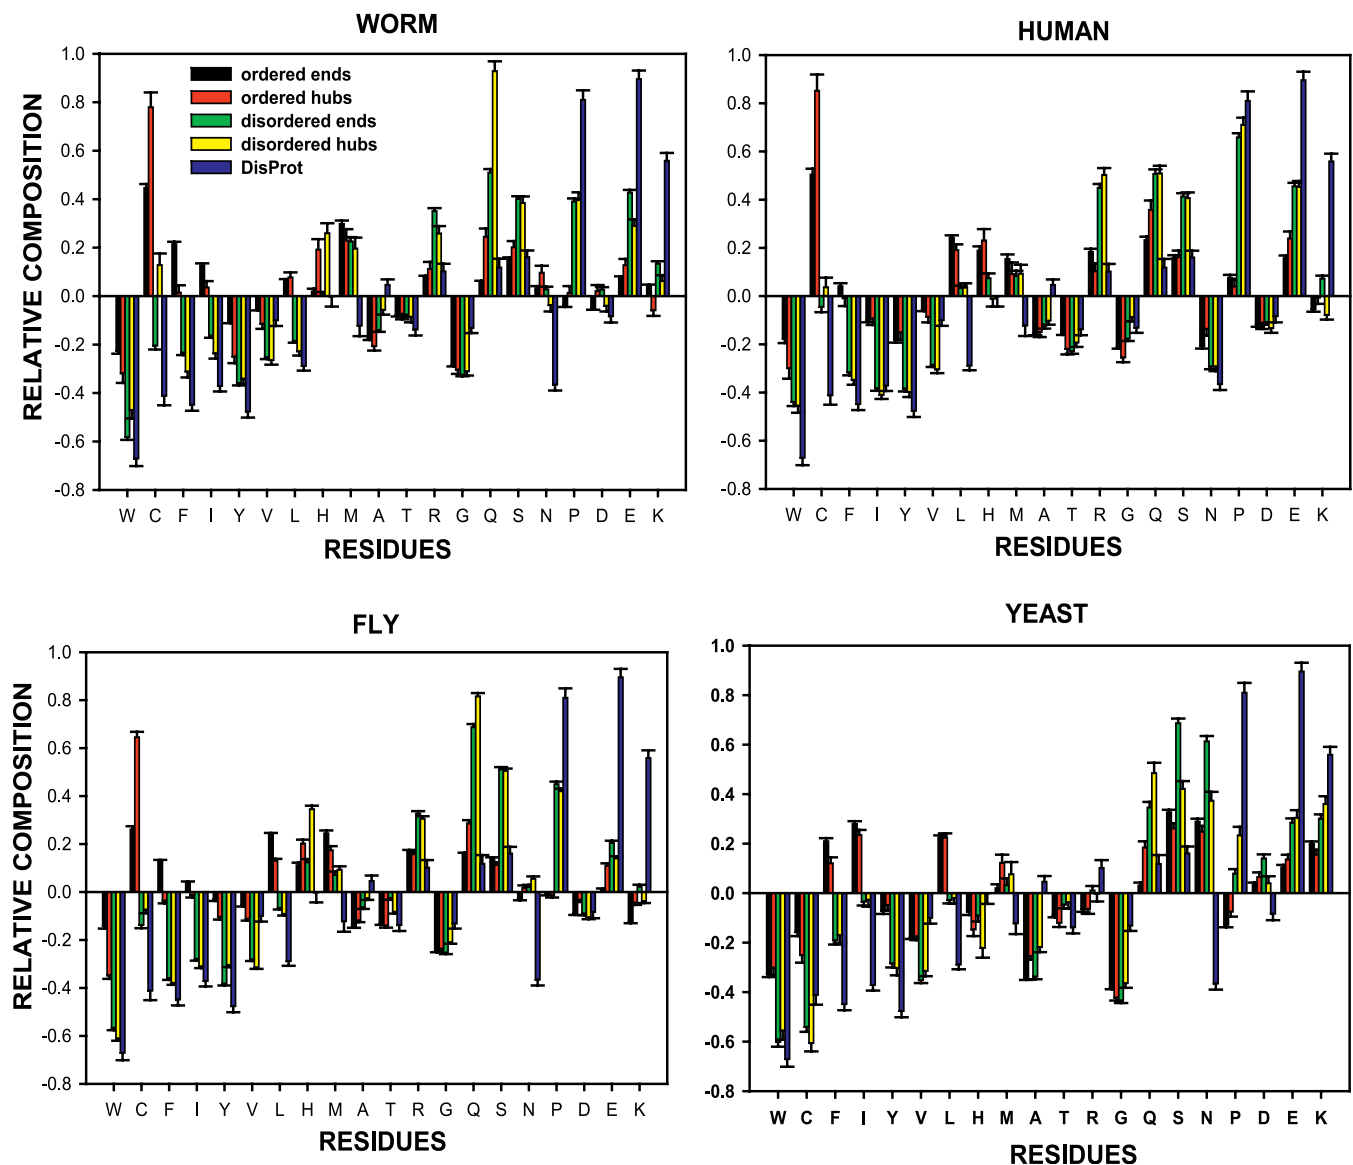 WORM
RELATIVE COMPOSITION
1.0
0.8
0.6
0.4
0.2
0.0
-0.2
-0.4
-0.6
-0.8
ordered ends
ordered hubs
disordered ends
disordered hubs
DisProt
W C F I Y V L H M A T R G Q S N P D E K
RESIDUES
HUMAN
1.0
0.8
0.6
0.4
0.2
0.0
-0.2
-0.4
-0.6
-0.8
W C F I Y V L H M A T R G Q S N P D E K
RESIDUES
FLY
RELATIVE COMPOSITION
1.0
0.8
0.6
0.4
0.2
0.0
-0.2
-0.4
-0.6
-0.8
W C F I Y V L H M A T R G Q S N P D E K
RESIDUES
YEAST
1.0
0.8
0.6
0.4
0.2
0.0
-0.2
-0.4
-0.6
-0.8
W C F I Y V L H M A T R G Q S N P D E K
RESIDUES